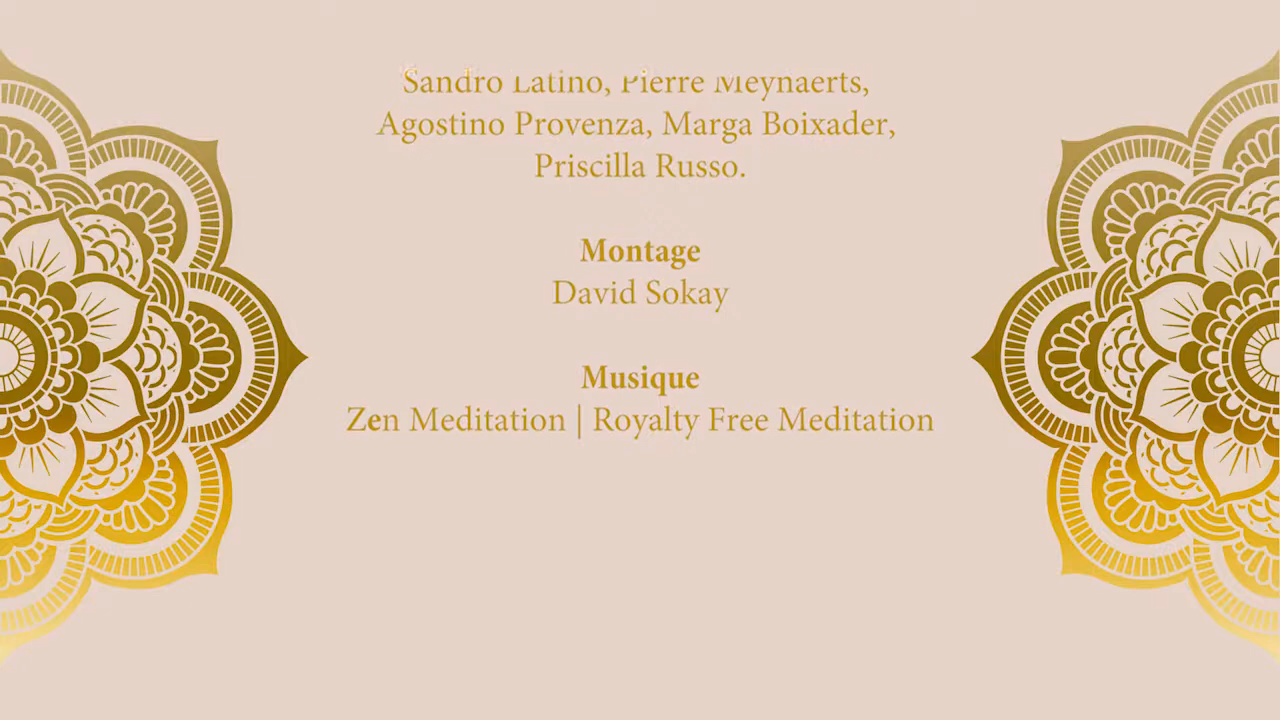 Sandro Latino, Pierre Meynaerts,
Agostino Provenza, Marga Boixader,
Priscilla Russo.
Montage
David Sokay
Musique
Zen Meditation | Royalty Free Meditation